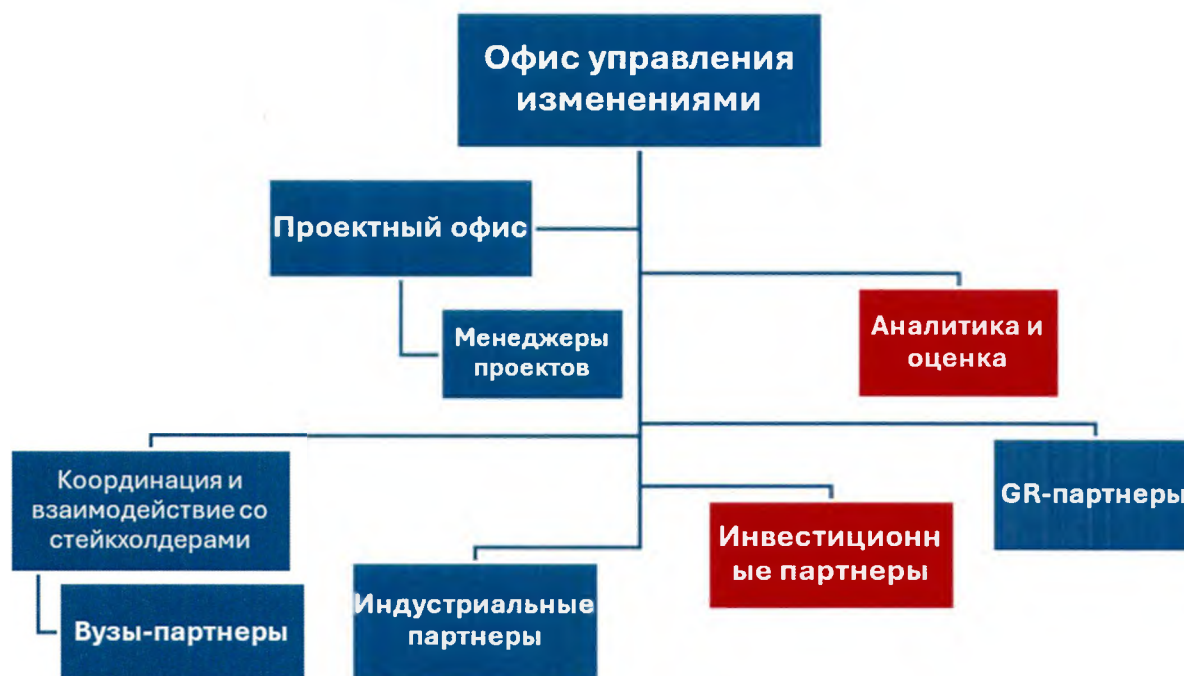 Офис управления
изменениями
Проектный офис
Менеджеры
проектов
Аналитика и
оценка
Координация и
взаимодействие со
стейкхолдерами
Вузы-партнеры
Индустриальные
партнеры
Инвестиционн
ые партнеры
GR-партнеры